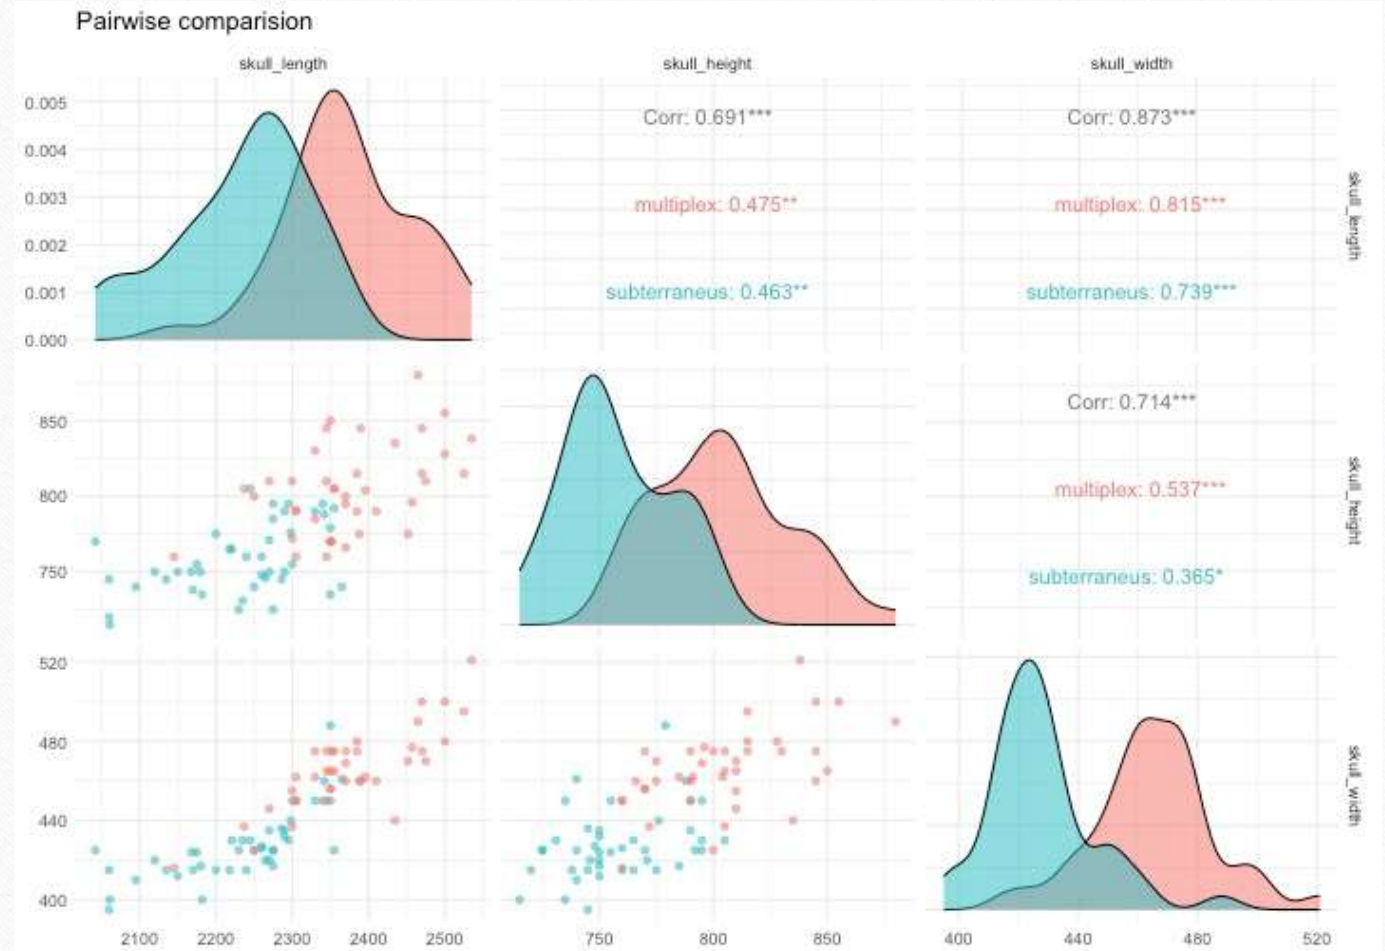 Pairwise comparision
skull_length skull_height skull_width
0.005
0.004
0.003
0.002
0.001
0.000
Corr: 0.691***
multiplex: 0.475**
subterraneus: 0.463**
Corr: 0.873***
multiplex: 0.815***
subterraneus: 0.739***
skull_length
850
800
750
Corr: 0.714***
multiplex: 0.537***
subterraneus: 0.365*
skull_height
520
480
440
400
skull_width
2100 2200 2300 2400 2500 750 800 850 400 440 480 520